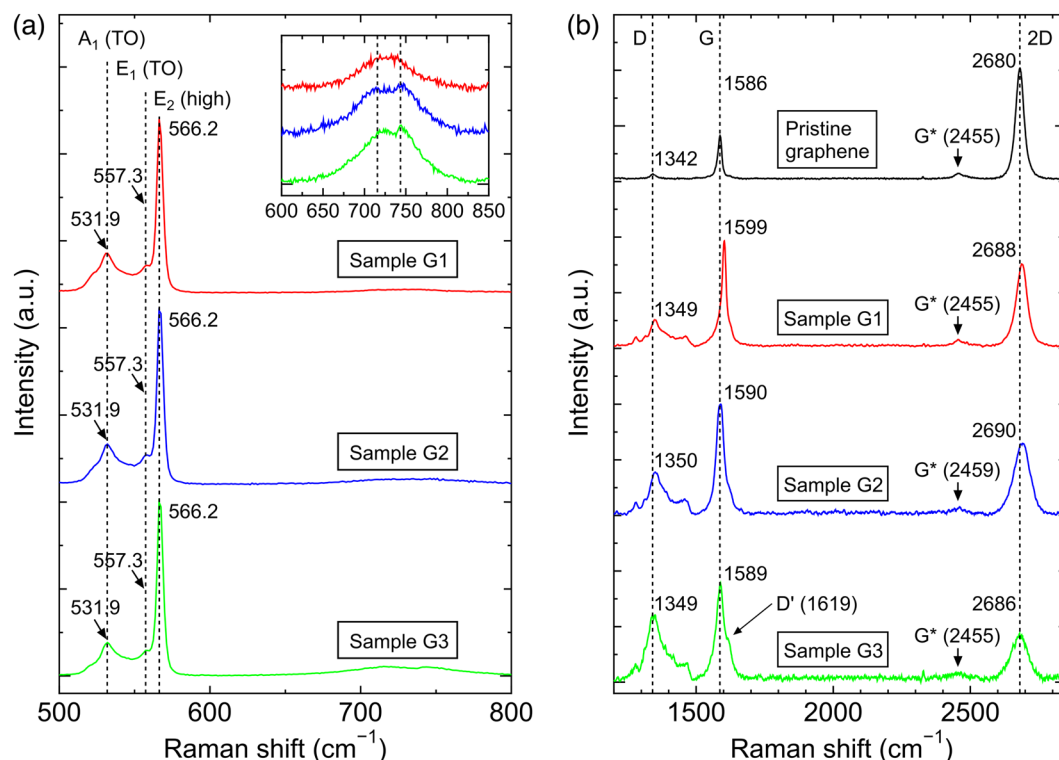 (a)
A₁ (TO)
E₁ (TO)
E₂ (high)
566.2
557.3
531.9
Sample G1
600 650 700 750 800 850
566.2
557.3
531.9
Sample G2
566.2
557.3
531.9
Sample G3
Intensity (a.u.)
500 600 700 800
Raman shift (cm⁻¹)
(b)
D G 2D
1342
1586
Pristine
graphene
G* (2455)
2680
1349
1599
Sample G1
G* (2455)
2688
1350
1590
Sample G2
G* (2459)
2690
1349
1589
D' (1619)
Sample G3
G* (2455)
2686
Intensity (a.u.)
1500 2000 2500
Raman shift (cm⁻¹)